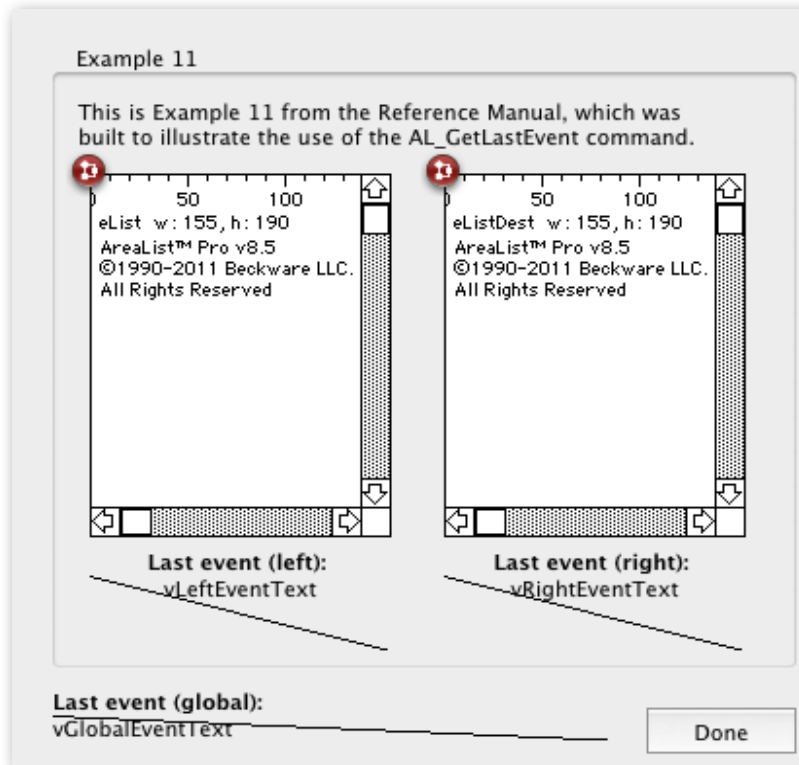 Example 11
This is Example 11 from the Reference Manual, which was
built to illustrate the use of the AL_GetLastEvent command.
0 50 100
eList w: 155, h: 190
AreaList™ Pro v8.5
©1990-2011 Beckware LLC.
All Rights Reserved
0 50 100
eListDest w: 155, h: 190
AreaList™ Pro v8.5
©1990-2011 Beckware LLC.
All Rights Reserved
Last event (left):
vLeftEventText
Last event (right):
vRightEventText
Last event (global):
vGlobalEventText
Done